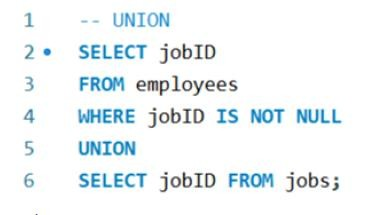 1 -- UNION
2 SELECT jobID
3 FROM employees
4 WHERE jobID IS NOT NULL
5 UNION
6 SELECT jobID FROM jobs;